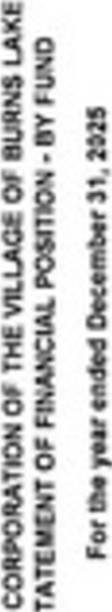 CORPORATION OF THE VILLAGE OF BURNS LAKE
TATEMENT OF FINANCIAL POSITION - BY FUND
For the year ended December 31, 2025